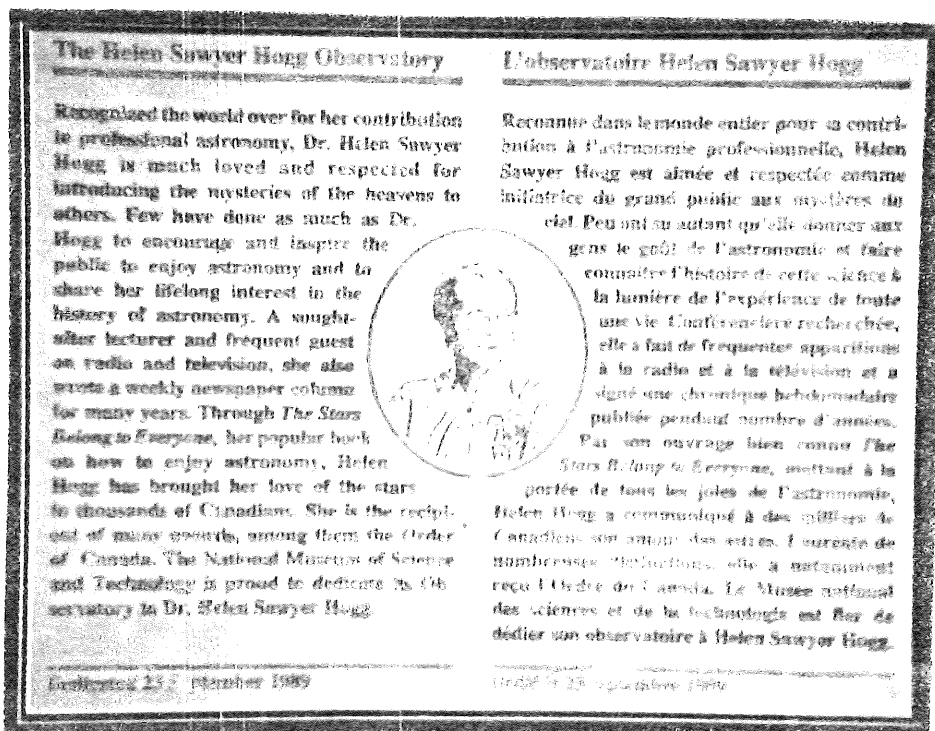 The Helen Sawyer Hogg Observatory
Recognized the world over for her contribution
to professional astronomy, Dr. Helen Sawyer
Hogg is much loved and respected for
introducing the mysteries of the heavens to
others. Few have done as much as Dr.
Hogg to encourage and inspire the
public to enjoy astronomy and to
share her lifelong interest in the
history of astronomy. A sought-
after lecturer and frequent guest
on radio and television, she also
wrote a weekly newspaper column
for many years. Through The Stars
Belong to Everyone, her popular book
on how to enjoy astronomy, Helen
Hogg has brought her love of the stars
to thousands of Canadians. She is the recipi-
ent of many awards, among them the Order
of Canada. The National Museum of Science
and Technology is proud to dedicate its Ob
servatory to Dr. Helen Sawyer Hogg
Dedicated 23 September 1989
L'observatoire Helen Sawyer Hogg
Reconnue dans le monde entier pour sa contri-
bution à l'astronomie professionnelle, Helen
Sawyer Hogg est aimée et respectée comme
initiatrice du grand public aux mystères du
ciel. Peu ont su autant qu'elle donner aux
gens le goût de l'astronomie et faire
connaître l'histoire de cette science à
la lumière de l'expérience de toute
une vie. Conférencière recherchée,
elle a fait de fréquentes apparitions
à la radio et à la télévision et a
signé une chronique hebdomadaire
publiée pendant nombre d'années.
Par son ouvrage bien connu The
Stars Belong to Everyone, mettant à la
portée de tous les joies de l'astronomie,
Helen Hogg a communiqué à des milliers de
Canadiens son amour des astres. Lauréate de
nombreuses distinctions, elle a notamment
reçu l'Ordre du Canada. Le Musée national
des sciences et de la technologie est fier de
dédier son observatoire à Helen Sawyer Hogg.
Dédié le 23 septembre 1989